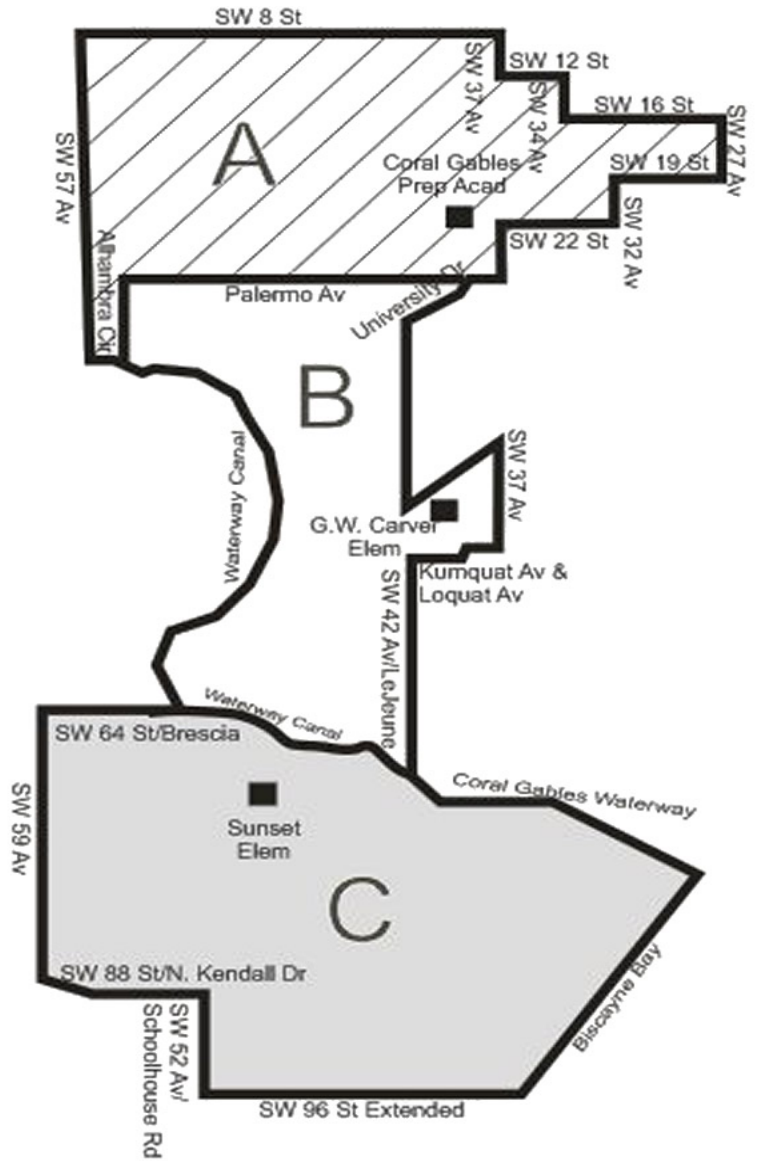 SW 8 St
SW 37 Av
SW 12 St
SW 34 Av
SW 16 St
SW 27 Av
SW 19 St
SW 57 Av
A
Coral Gables
Prep Acad
SW 32 Av
SW 22 St
Alhambra Cir
Palermo Av
University Dr
B
SW 37 Av
Waterway Canal
G.W. Carver
Elem
Kumquat Av &
Loquat Av
SW 42 Av/LeJeune
Waterway Canal
SW 64 St/Brescia
Coral Gables Waterway
SW 59 Av
Sunset
Elem
C
SW 88 St/N. Kendall Dr
Biscayne Bay
SW 52 Av/
Schoolhouse Rd
SW 96 St Extended